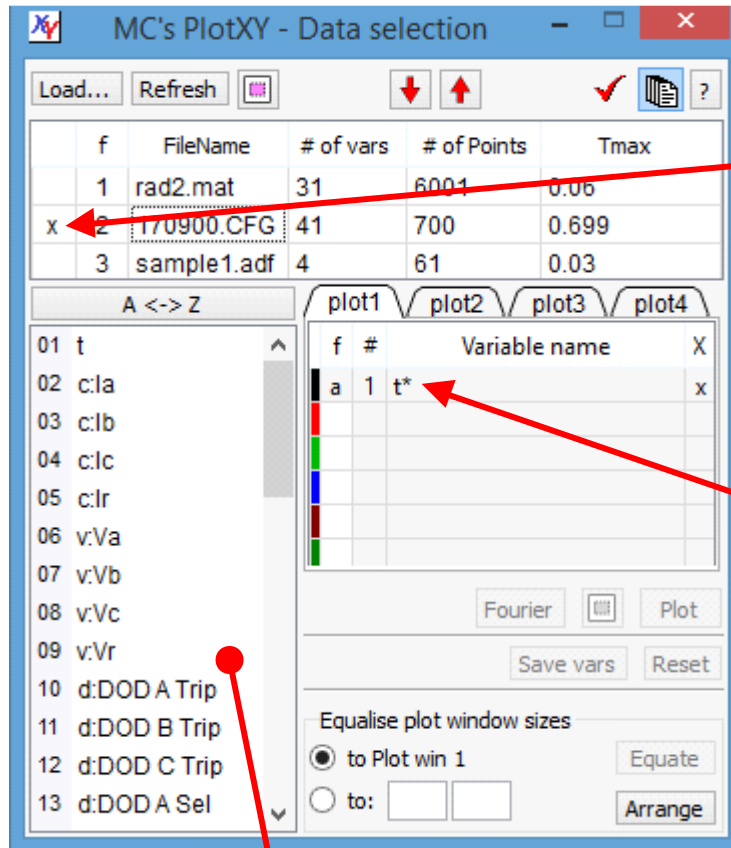 MC's PlotXY - Data selection
Load... Refresh ?
f FileName # of vars # of Points Tmax
1 rad2.mat 31 6001 0.06
x 2 170900.CFG 41 700 0.699
3 sample1.adf 4 61 0.03
A <-> Z plot1 plot2 plot3 plot4
01 t f # Variable name X
02 c:Ia a 1 t* x
03 c:Ib
04 c:Ic
05 c:Ir
06 v:Va
07 v:Vb
08 v:Vc Fourier Plot
09 v:Vr Save vars Reset
10 d:DOD A Trip
11 d:DOD B Trip Equalise plot window sizes
12 d:DOD C Trip to Plot win 1 Equate
13 d:DOD A Sel to: Arrange